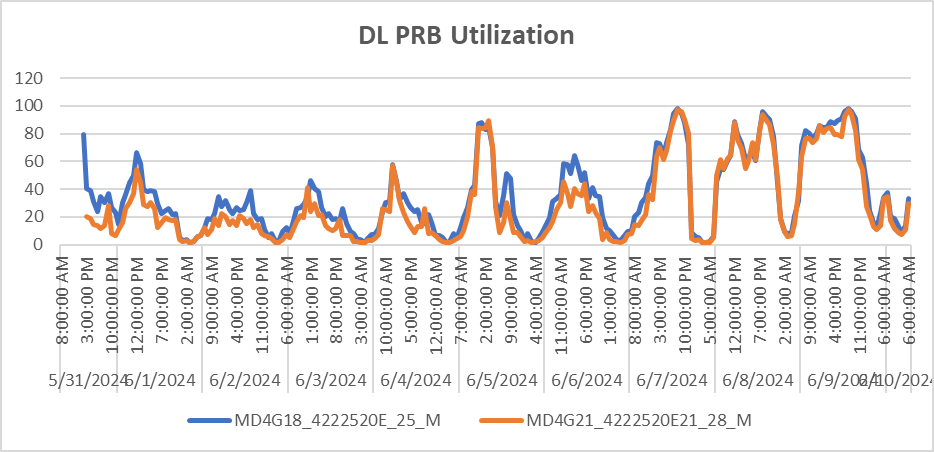 DL PRB Utilization
120
100
80
60
40
20
0
8:00:00 AM
3:00:00 PM
10:00:00 PM
12:00:00 PM
7:00:00 PM
2:00:00 AM
9:00:00 AM
4:00:00 PM
11:00:00 PM
6:00:00 AM
1:00:00 PM
8:00:00 PM
3:00:00 AM
10:00:00 AM
5:00:00 PM
12:00:00 AM
7:00:00 AM
2:00:00 PM
9:00:00 PM
4:00:00 AM
11:00:00 AM
6:00:00 PM
1:00:00 AM
8:00:00 AM
3:00:00 PM
10:00:00 PM
5:00:00 AM
12:00:00 PM
7:00:00 PM
2:00:00 AM
9:00:00 AM
4:00:00 PM
11:00:00 PM
6:00:00 AM
6:00:00 AM
5/31/2024 6/1/2024 6/2/2024 6/3/2024 6/4/2024 6/5/2024 6/6/2024 6/7/2024 6/8/2024 6/9/2024 6/10/2024
MD4G18_4222520E_25_M MD4G21_4222520E21_28_M